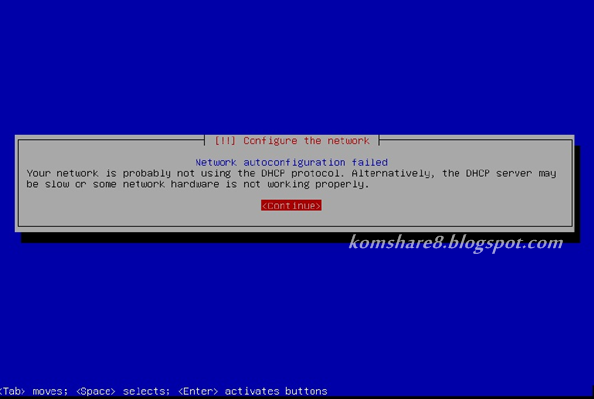 [!!] Configure the network
Network autoconfiguration failed
Your network is probably not using the DHCP protocol. Alternatively, the DHCP server may
be slow or some network hardware is not working properly.
<Continue>
komshare8.blogspot.com
<Tab> moves; <Space> selects; <Enter> activates buttons